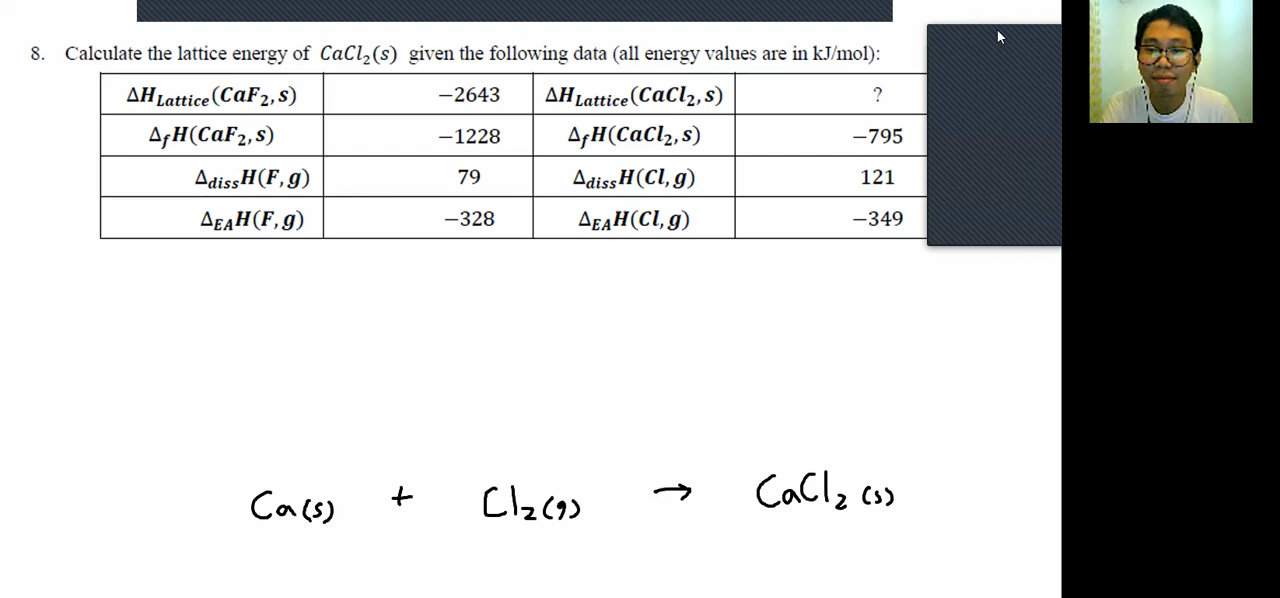 8. Calculate the lattice energy of CaCl₂(s) given the following data (all energy values are in kJ/mol):
ΔH_Lattice(CaF₂, s) −2643 ΔH_Lattice(CaCl₂, s) ?
Δ_fH(CaF₂, s) −1228 Δ_fH(CaCl₂, s) −795
Δ_dissH(F, g) 79 Δ_dissH(Cl, g) 121
Δ_EAH(F, g) −328 Δ_EAH(Cl, g) −349
Ca(s) + Cl₂(g) → CaCl₂(s)